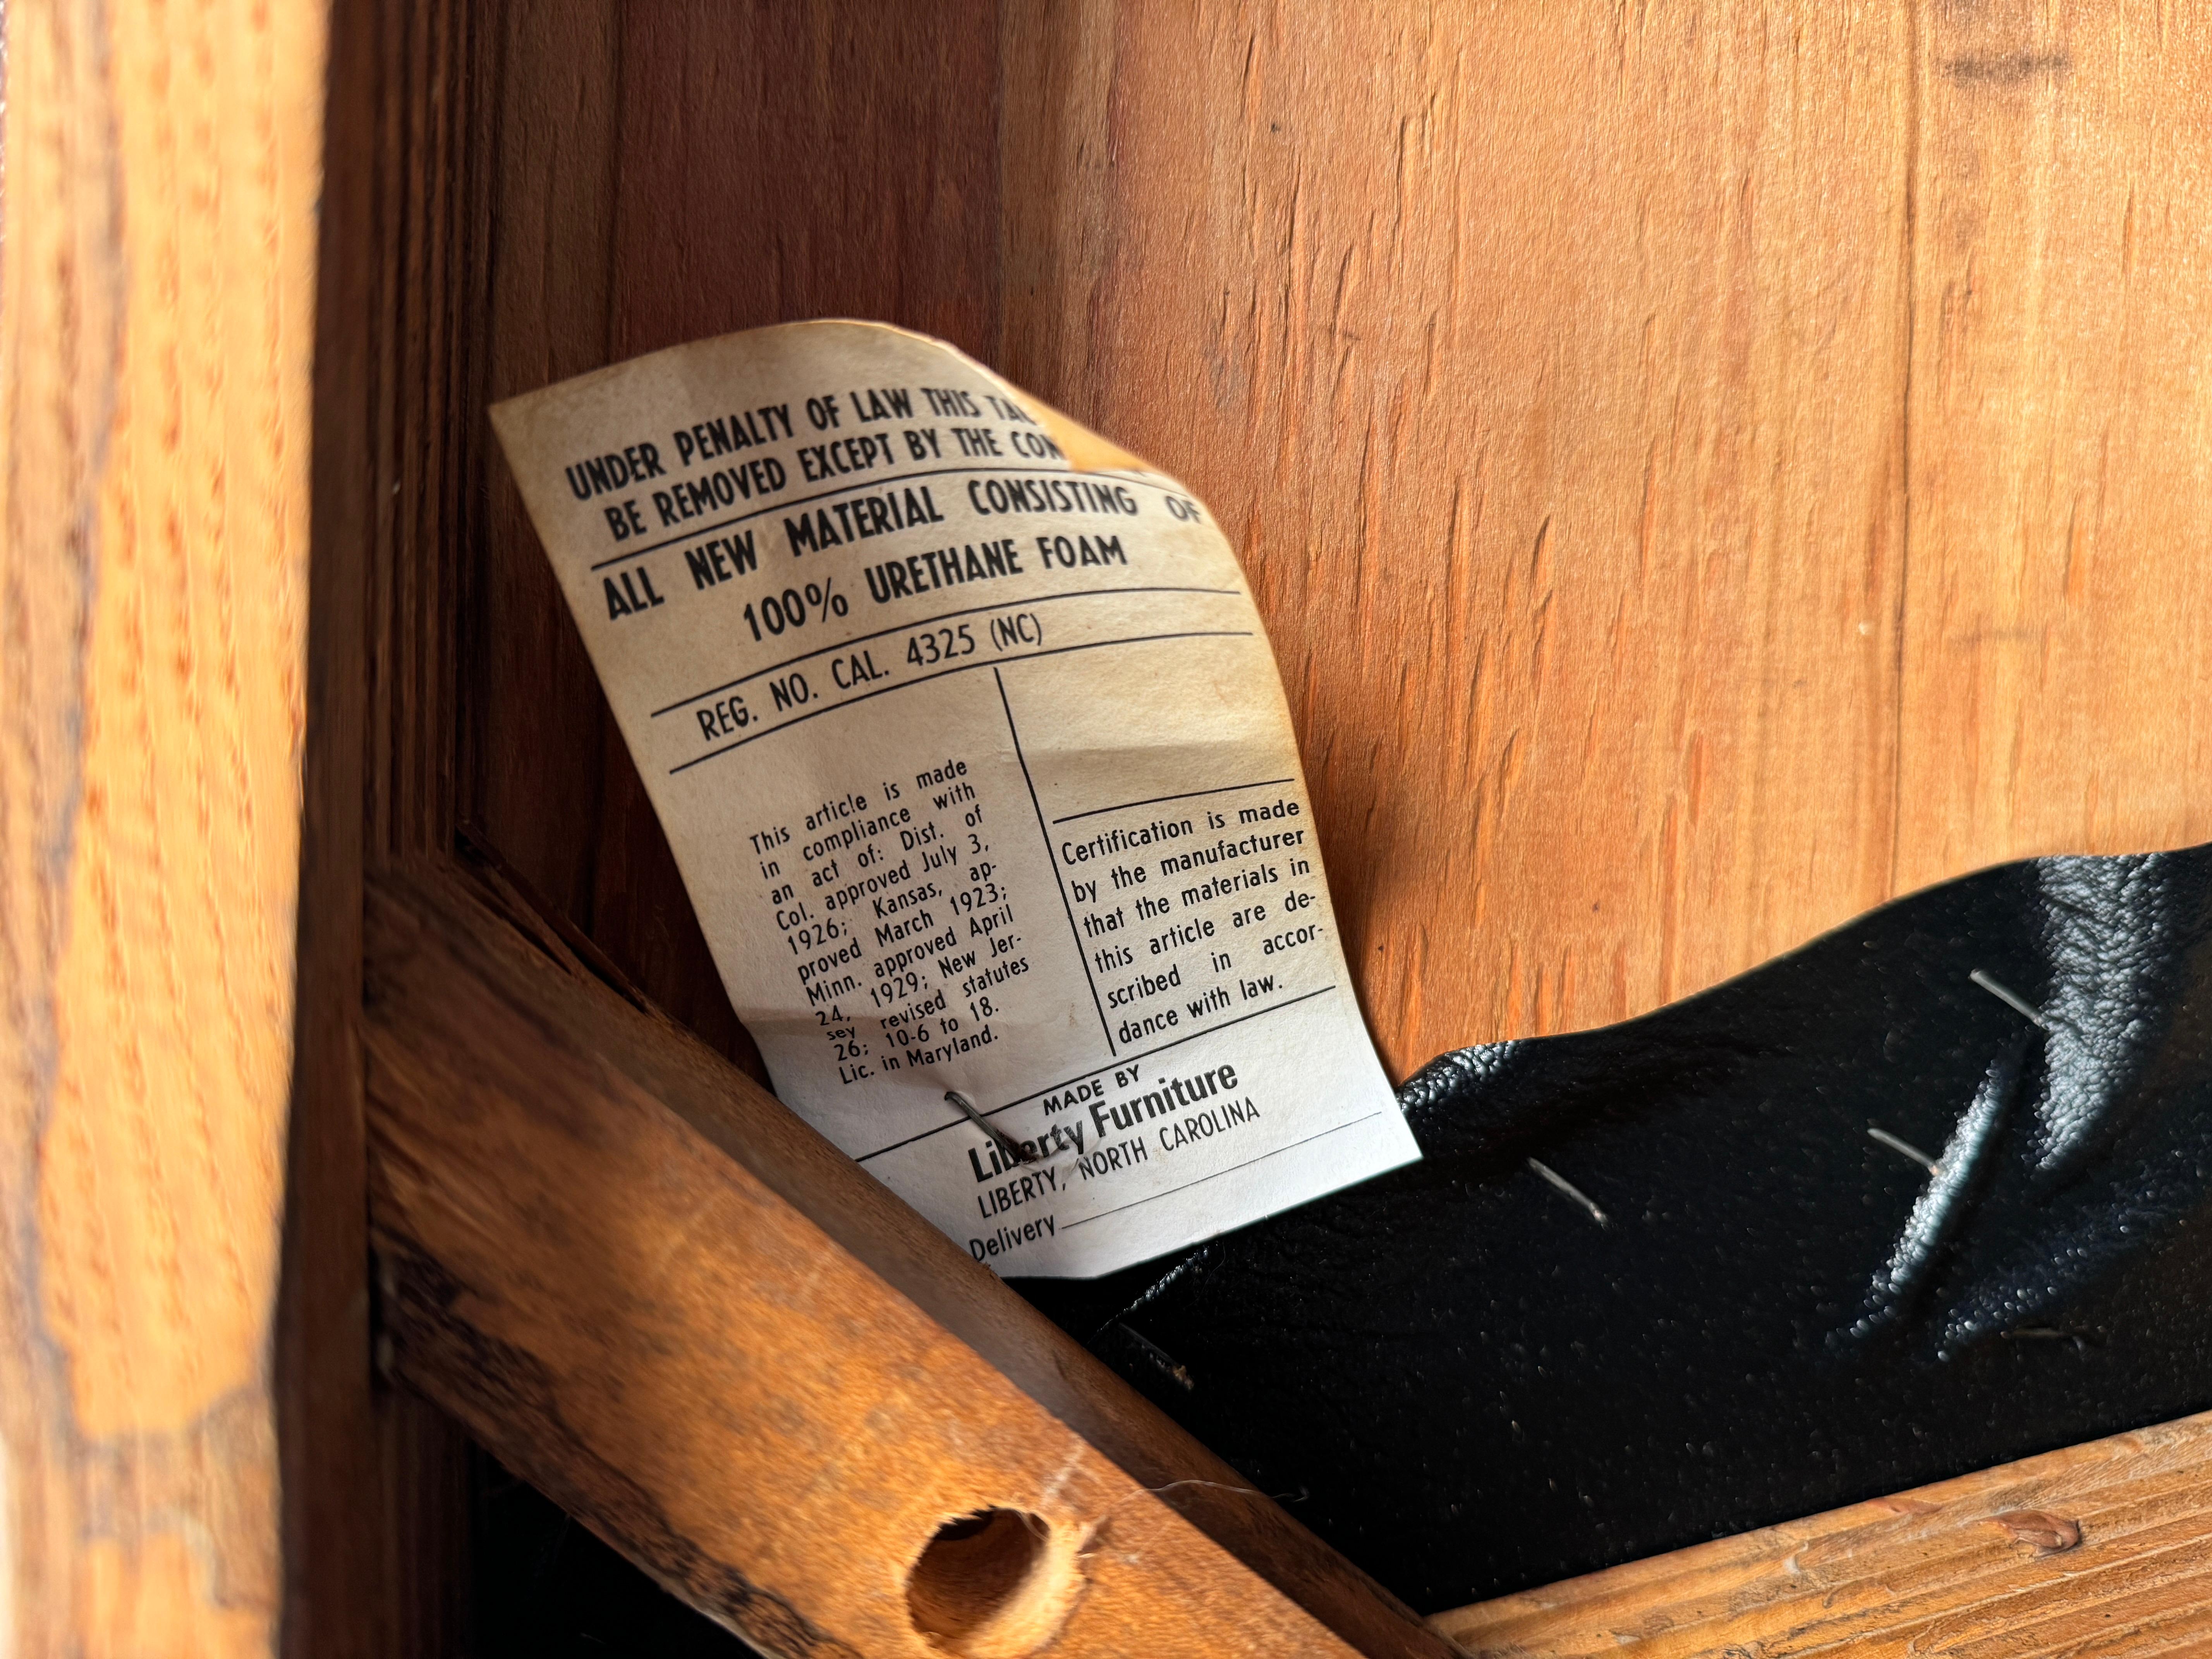 UNDER PENALTY OF LAW THIS
BE REMOVED EXCEPT BY THE
ALL NEW MATERIAL CONSISTING OF
100% URETHANE FOAM
REG. NO. CAL. 4325 (NC)
This article is made
in compliance with
an act of: Dist. of
Col. approved July 3,
1926; Kansas, ap-
proved March 1923;
Minn. approved April
24, 1929; New Jer-
sey revised statutes
26: 10-6 to 18.
Lic. in Maryland.
Certification is made
by the manufacturer
that the materials in
this article are de-
scribed in accor-
dance with law.
MADE BY
Liberty Furniture
LIBERTY, NORTH CAROLINA
Delivery